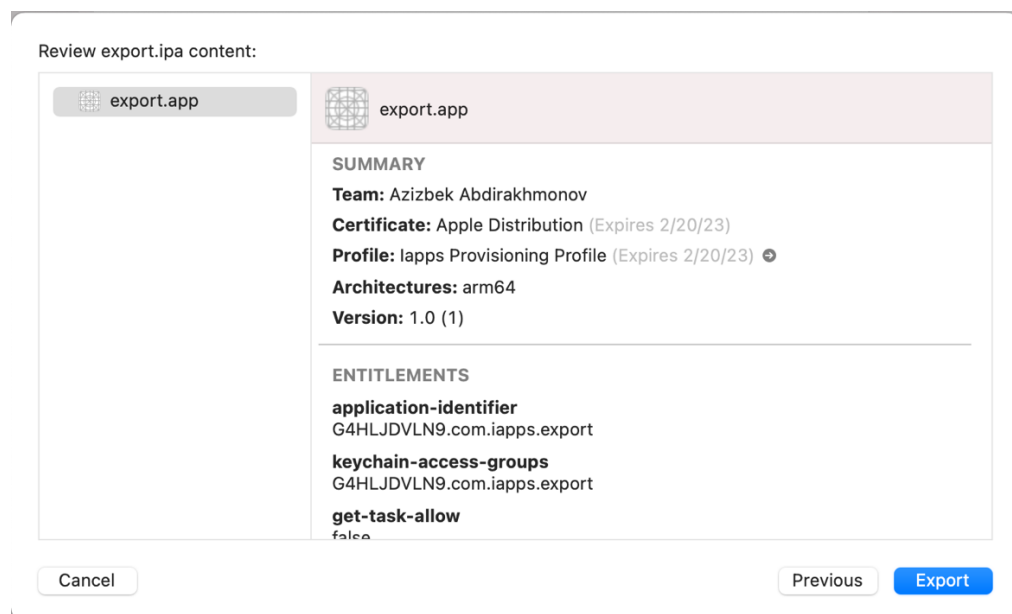 Review export.ipa content:
export.app
export.app
SUMMARY
Team: Azizbek Abdirakhmonov
Certificate: Apple Distribution (Expires 2/20/23)
Profile: Iapps Provisioning Profile (Expires 2/20/23)
Architectures: arm64
Version: 1.0 (1)
ENTITLEMENTS
application-identifier
G4HLJDVLN9.com.iapps.export
keychain-access-groups
G4HLJDVLN9.com.iapps.export
get-task-allow
false
Cancel
Previous
Export